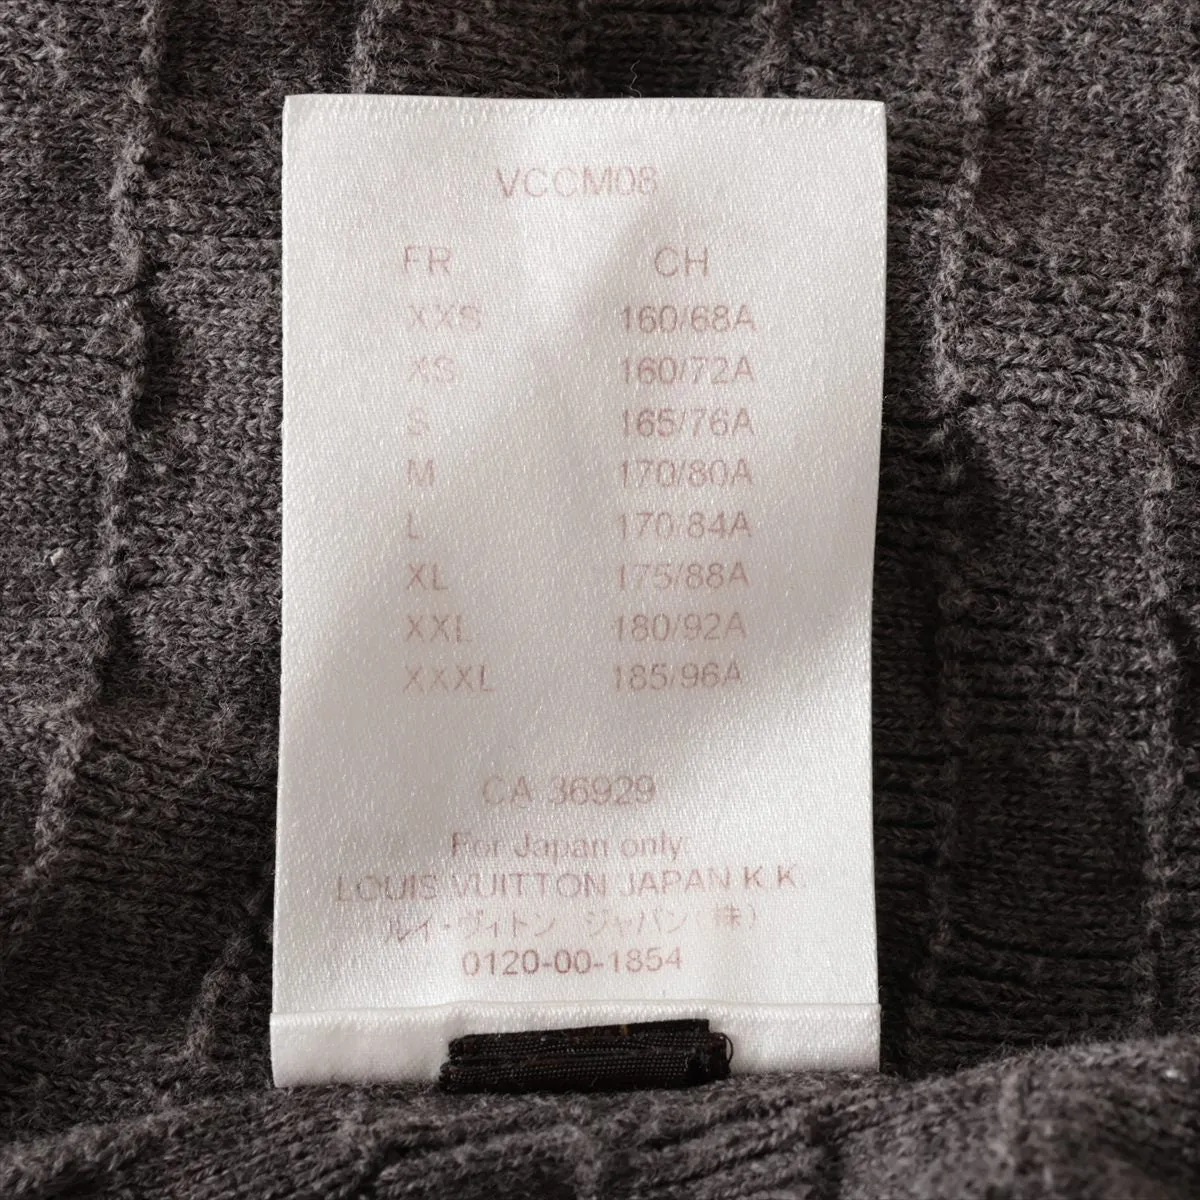 VCCM08
FR CH
XXS 160/68A
XS 160/72A
S 165/76A
M 170/80A
L 170/84A
XL 175/88A
XXL 180/92A
XXXL 185/96A
CA 36929
For Japan only:
LOUIS VUITTON JAPAN K.K.
ルイ・ヴィトン ジャパン(株)
0120-00-1854